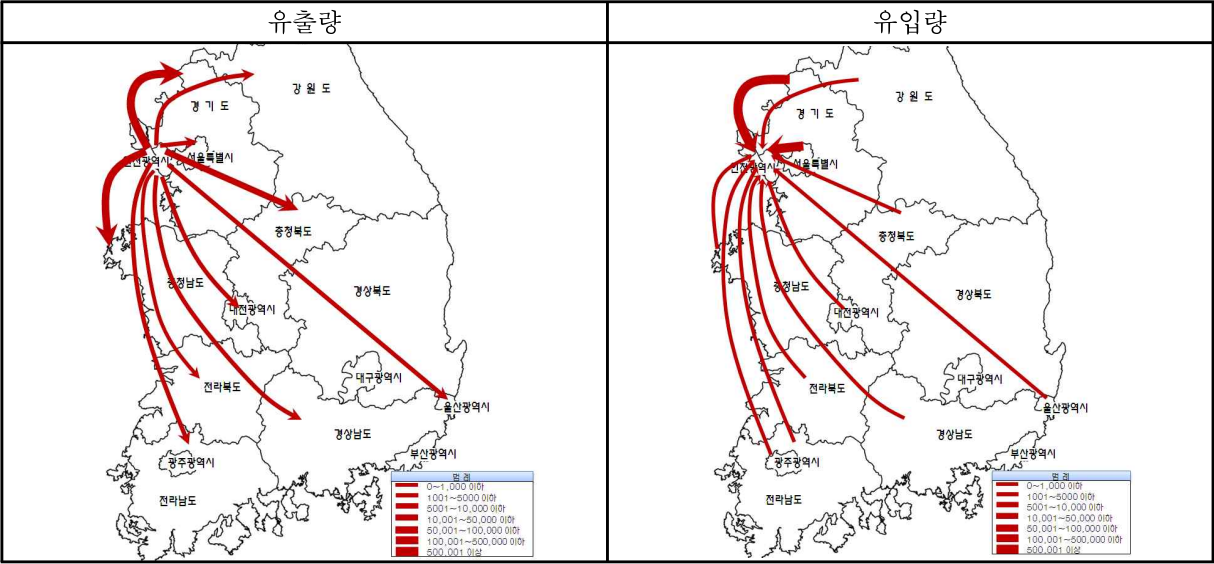 유출량
유입량
강 원 도
경 기 도
인천광역시
서울특별시
충청북도
충청남도
경상북도
대전광역시
대구광역시
전라북도
울산광역시
경상남도
부산광역시
광주광역시
전라남도
범 례
0~1,000 이하
1001~5000 이하
5001~10,000 이하
10,001~50,000 이하
50,001~100,000 이하
100,001~500,000 이하
500,001 이상
강 원 도
경 기 도
인천광역시
서울특별시
충청북도
충청남도
경상북도
대전광역시
대구광역시
전라북도
울산광역시
경상남도
부산광역시
광주광역시
전라남도
범 례
0~1,000 이하
1001~5000 이하
5001~10,000 이하
10,001~50,000 이하
50,001~100,000 이하
100,001~500,000 이하
500,001 이상